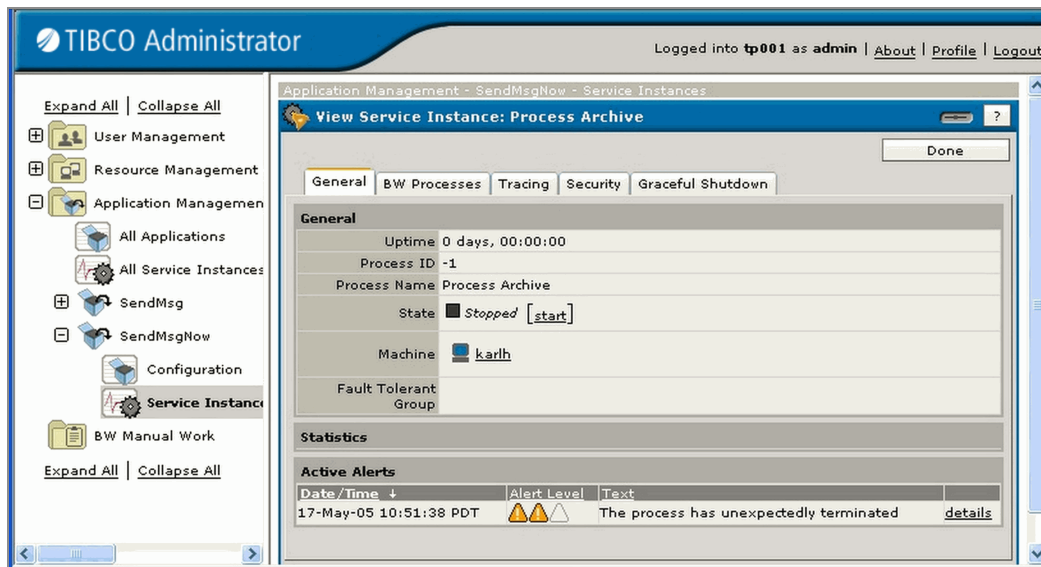 TIBCO Administrator
Logged into tp001 as admin | About | Profile | Logout
Expand All | Collapse All
User Management
Resource Management
Application Managemen
All Applications
All Service Instances
SendMsg
SendMsgNow
Configuration
Service Instance
BW Manual Work
Expand All | Collapse All
Application Management - SendMsgNow - Service Instances
View Service Instance: Process Archive
?
Done
General
BW Processes
Tracing
Security
Graceful Shutdown
General
Uptime 0 days, 00:00:00
Process ID -1
Process Name Process Archive
State Stopped [start]
Machine karlh
Fault Tolerant
Group
Statistics
Active Alerts
Date/Time ↓ Alert Level Text
17-May-05 10:51:38 PDT The process has unexpectedly terminated details